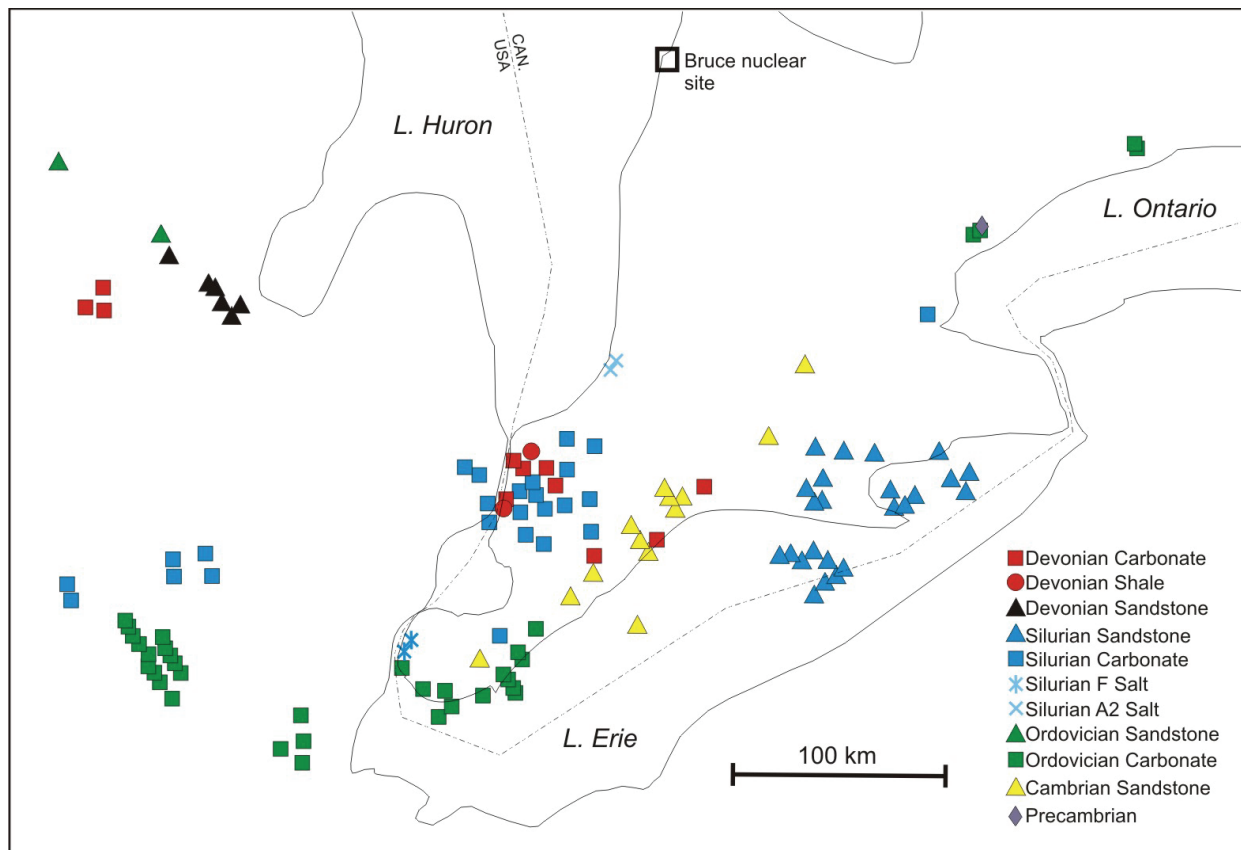 CAN.
USA
Bruce nuclear
site
L. Huron
L. Ontario
L. Erie
100 km
Devonian Carbonate
Devonian Shale
Devonian Sandstone
Silurian Sandstone
Silurian Carbonate
Silurian F Salt
Silurian A2 Salt
Ordovician Sandstone
Ordovician Carbonate
Cambrian Sandstone
Precambrian